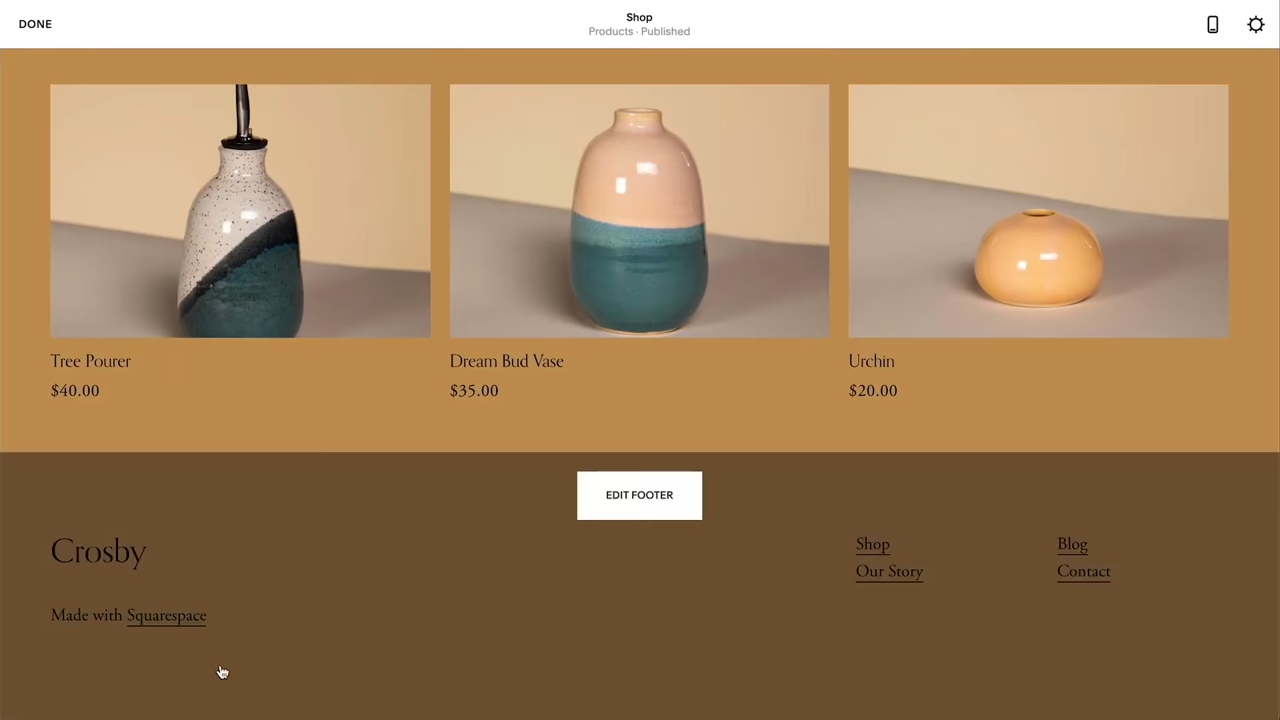 DONE
Shop
Products · Published
Tree Pourer
$40.00
Dream Bud Vase
$35.00
Urchin
$20.00
EDIT FOOTER
Crosby
Made with Squarespace
Shop
Our Story
Blog
Contact